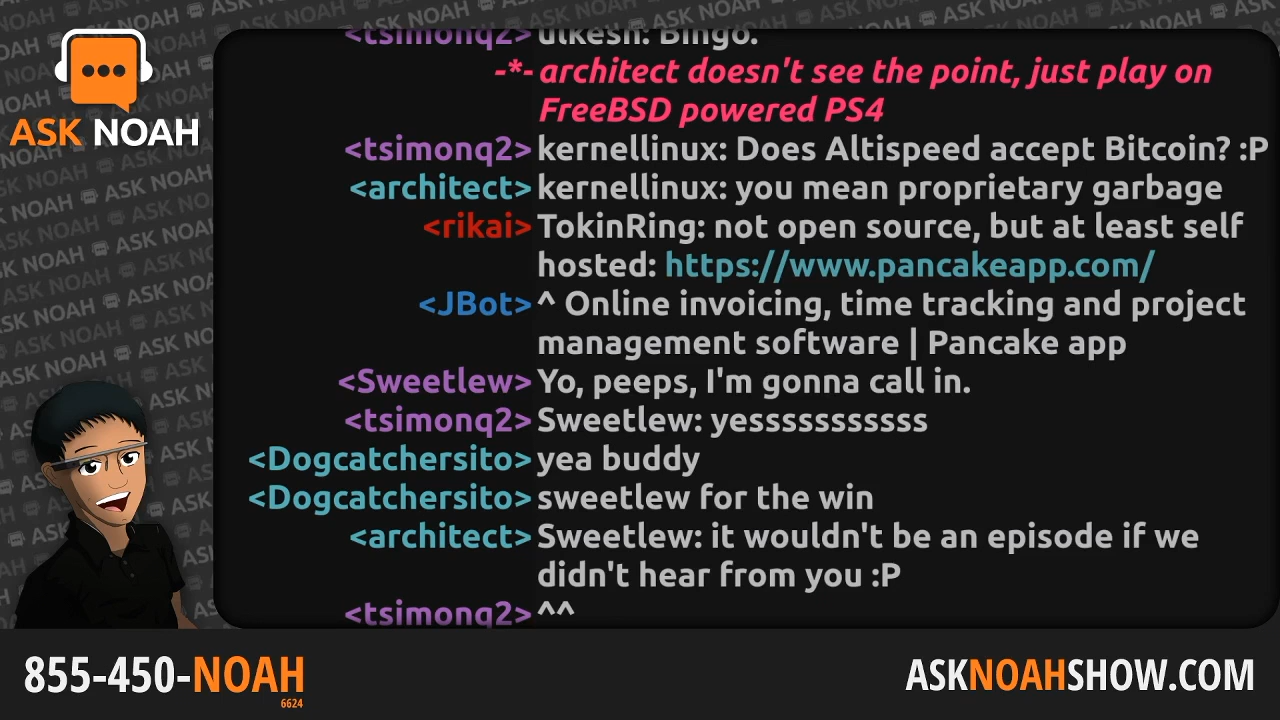 ASK NOAH
<tsimonq2> ulkesh: Bingo.
-*- architect doesn't see the point, just play on
FreeBSD powered PS4
<tsimonq2> kernellinux: Does Altispeed accept Bitcoin? :P
<architect> kernellinux: you mean proprietary garbage
<rikai> TokinRing: not open source, but at least self
hosted: https://www.pancakeapp.com/
<JBot> ^ Online invoicing, time tracking and project
management software | Pancake app
<Sweetlew> Yo, peeps, I'm gonna call in.
<tsimonq2> Sweetlew: yesssssssssss
<Dogcatchersito> yea buddy
<Dogcatchersito> sweetlew for the win
<architect> Sweetlew: it wouldn't be an episode if we
didn't hear from you :P
<tsimonq2> ^^
855-450-NOAH
6624
ASKNOAHSHOW.COM